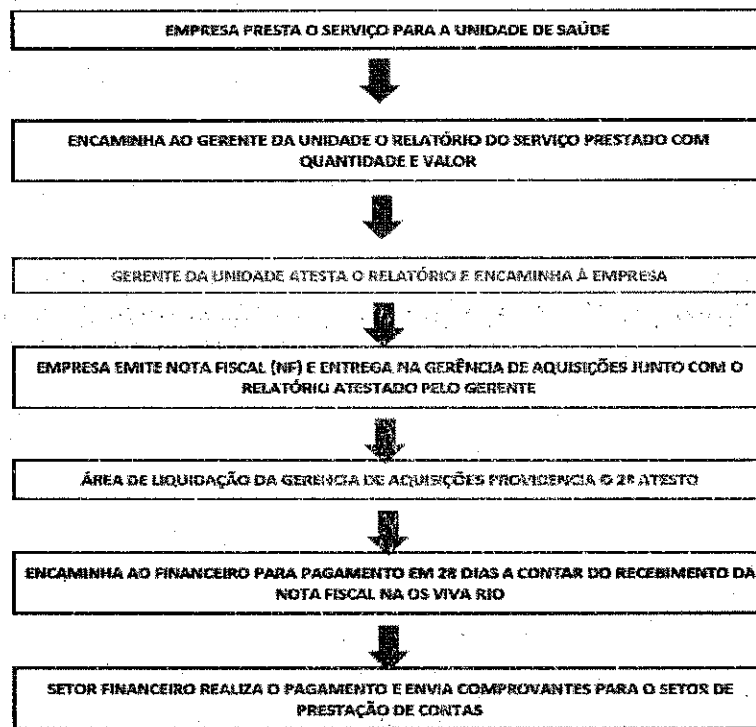 EMPRESA PRESTA O SERVIÇO PARA A UNIDADE DE SAÚDE
ENCAMINHA AO GERENTE DA UNIDADE O RELATÓRIO DO SERVIÇO PRESTADO COM
QUANTIDADE E VALOR
GERENTE DA UNIDADE ATESTA O RELATÓRIO E ENCAMINHA À EMPRESA
EMPRESA EMITE NOTA FISCAL (NF) E ENTREGA NA GERÊNCIA DE AQUISIÇÕES JUNTO COM O
RELATÓRIO ATESTADO PELO GERENTE
ÁREA DE LIQUIDAÇÃO DA GERENCIA DE AQUISIÇÕES PROVIDENCIA O 2º ATESTO
ENCAMINHA AO FINANCEIRO PARA PAGAMENTO EM 28 DIAS A CONTAR DO RECEBIMENTO DA
NOTA FISCAL NA OS VIVA RIO
SETOR FINANCEIRO REALIZA O PAGAMENTO E ENVIA COMPROVANTES PARA O SETOR DE
PRESTAÇÃO DE CONTAS